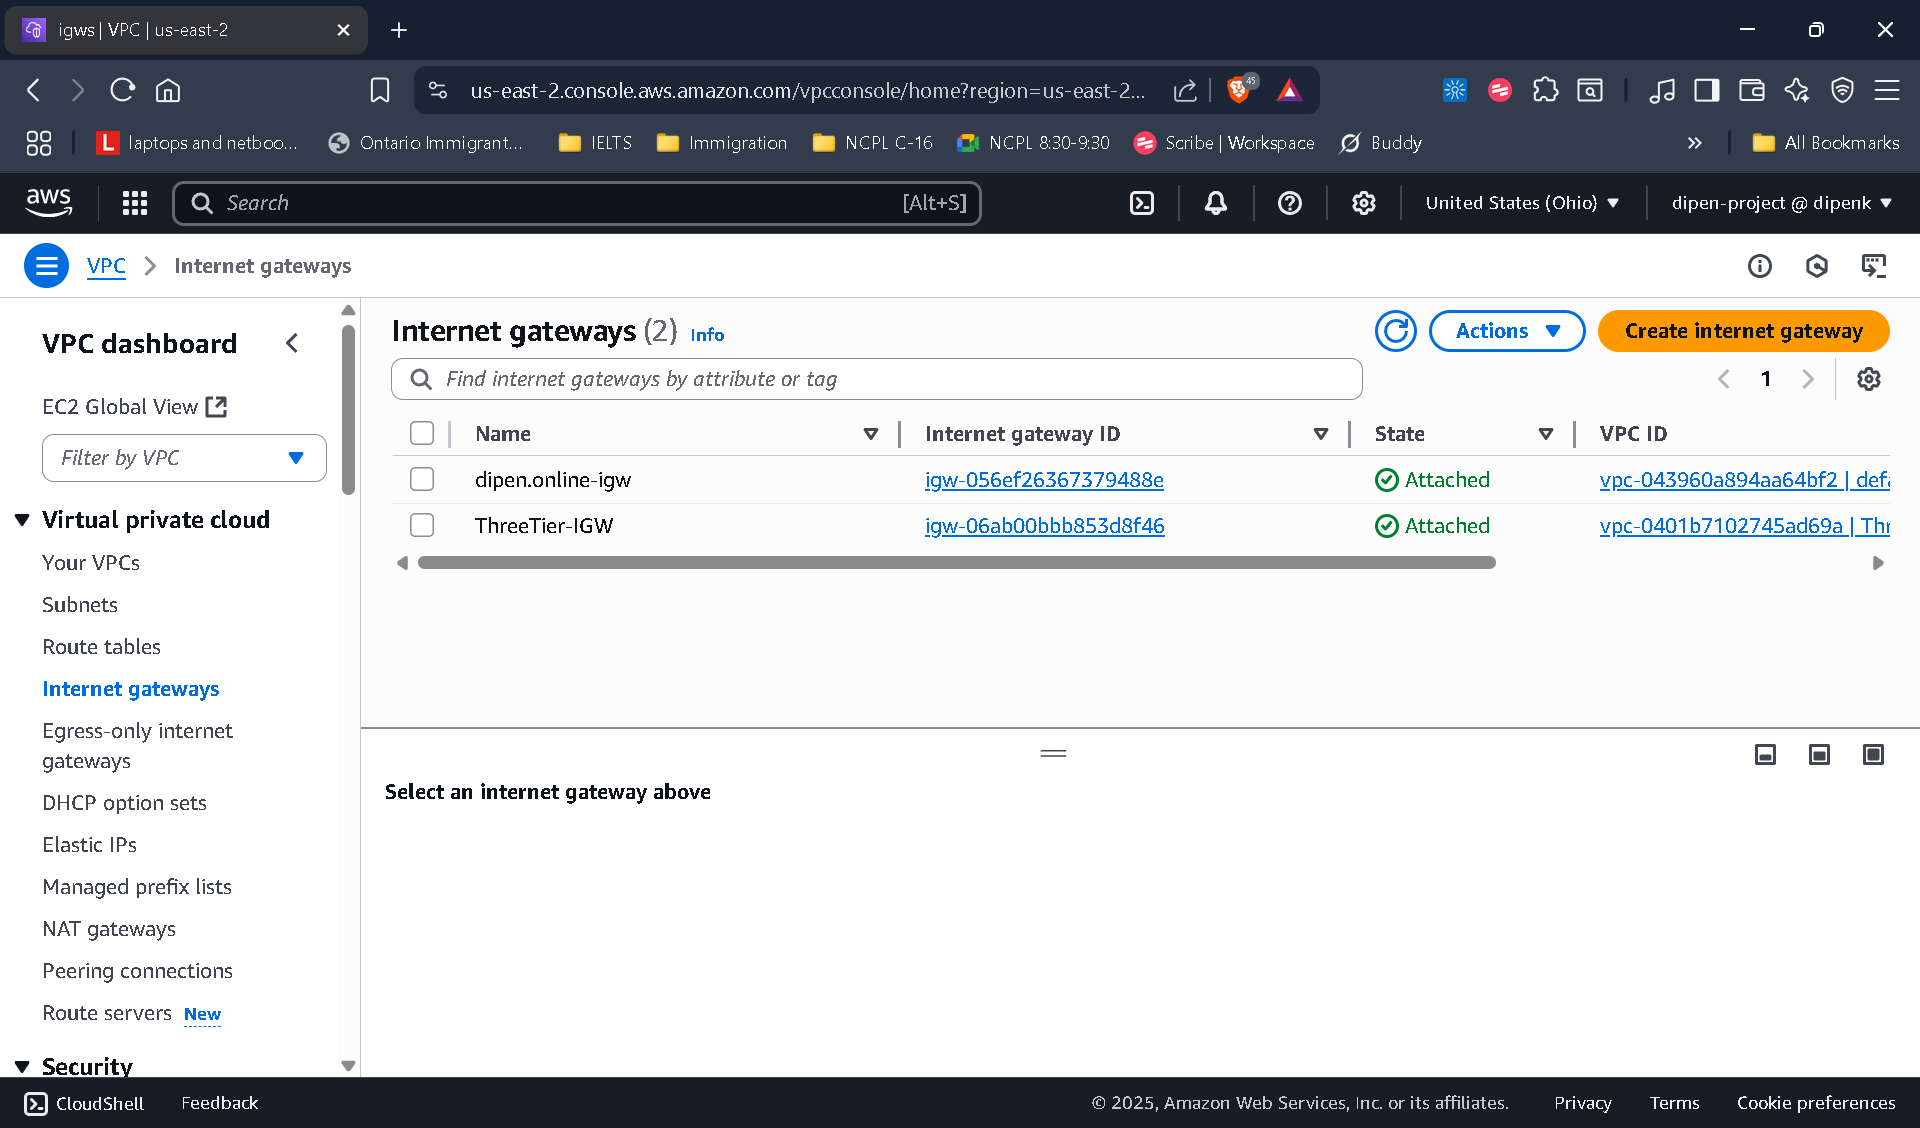 igws | VPC | us-east-2
us-east-2.console.aws.amazon.com/vpcconsole/home?region=us-east-2...
45
laptops and netboo...
Ontario Immigrant...
IELTS
Immigration
NCPL C-16
NCPL 8:30-9:30
Scribe | Workspace
Buddy
All Bookmarks
aws
Search
[Alt+S]
United States (Ohio)
dipen-project @ dipenk
VPC
Internet gateways
VPC dashboard
EC2 Global View
Filter by VPC
Virtual private cloud
Your VPCs
Subnets
Route tables
Internet gateways
Egress-only internet
gateways
DHCP option sets
Elastic IPs
Managed prefix lists
NAT gateways
Peering connections
Route servers New
Security
Internet gateways (2) Info
Actions
Create internet gateway
Find internet gateways by attribute or tag
1
Name Internet gateway ID State VPC ID
dipen.online-igw igw-056ef26367379488e Attached vpc-043960a894aa64bf2 | defa
ThreeTier-IGW igw-06ab00bbb853d8f46 Attached vpc-0401b7102745ad69a | Thr
Select an internet gateway above
CloudShell
Feedback
© 2025, Amazon Web Services, Inc. or its affiliates.
Privacy
Terms
Cookie preferences